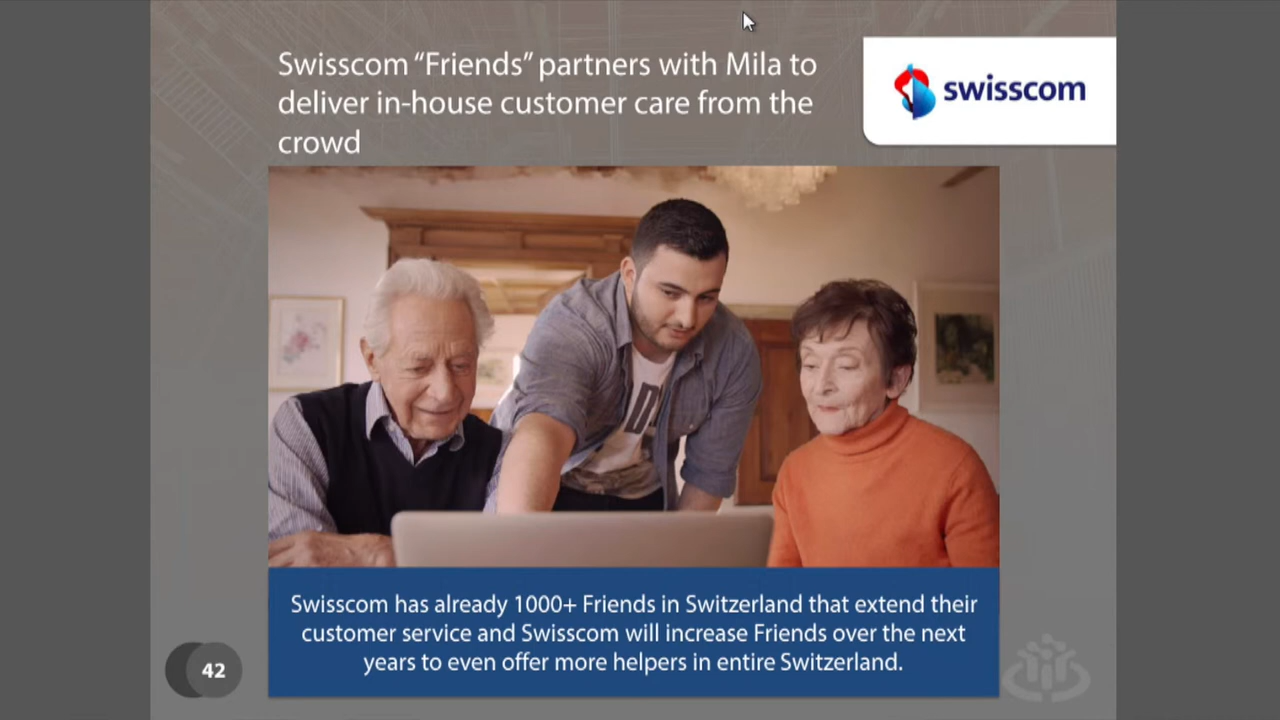 Swisscom “Friends” partners with Mila to
deliver in-house customer care from the
crowd
swisscom
Swisscom has already 1000+ Friends in Switzerland that extend their
customer service and Swisscom will increase Friends over the next
years to even offer more helpers in entire Switzerland.
42